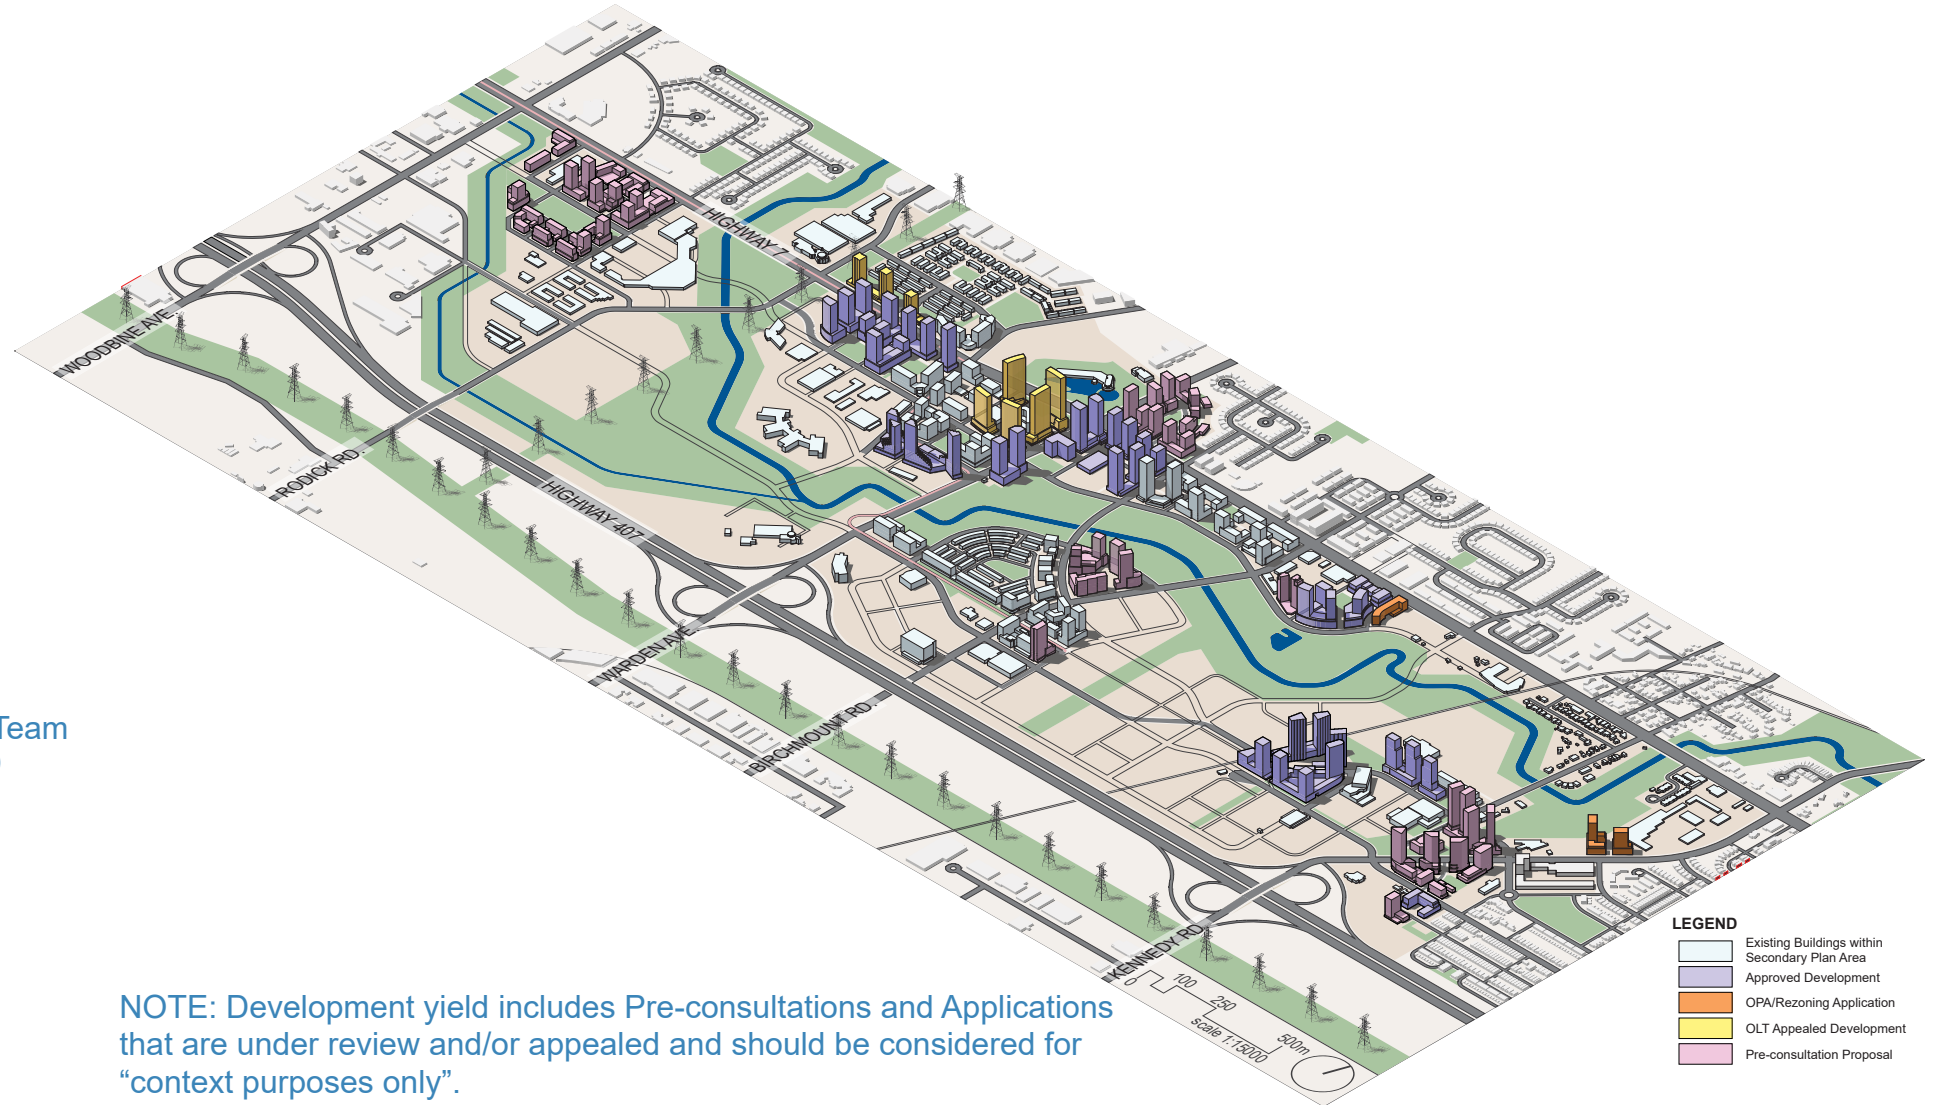 HIGHWAY 7
WOODBINE AVE.
RODICK RD.
HIGHWAY 407
WARDEN AVE.
BIRCHMOUNT RD.
KENNEDY RD.
Team
)
0 100 250 500m
scale 1:15000
LEGEND
Existing Buildings within
Secondary Plan Area
Approved Development
OPA/Rezoning Application
OLT Appealed Development
Pre-consultation Proposal
NOTE: Development yield includes Pre-consultations and Applications
that are under review and/or appealed and should be considered for
“context purposes only”.